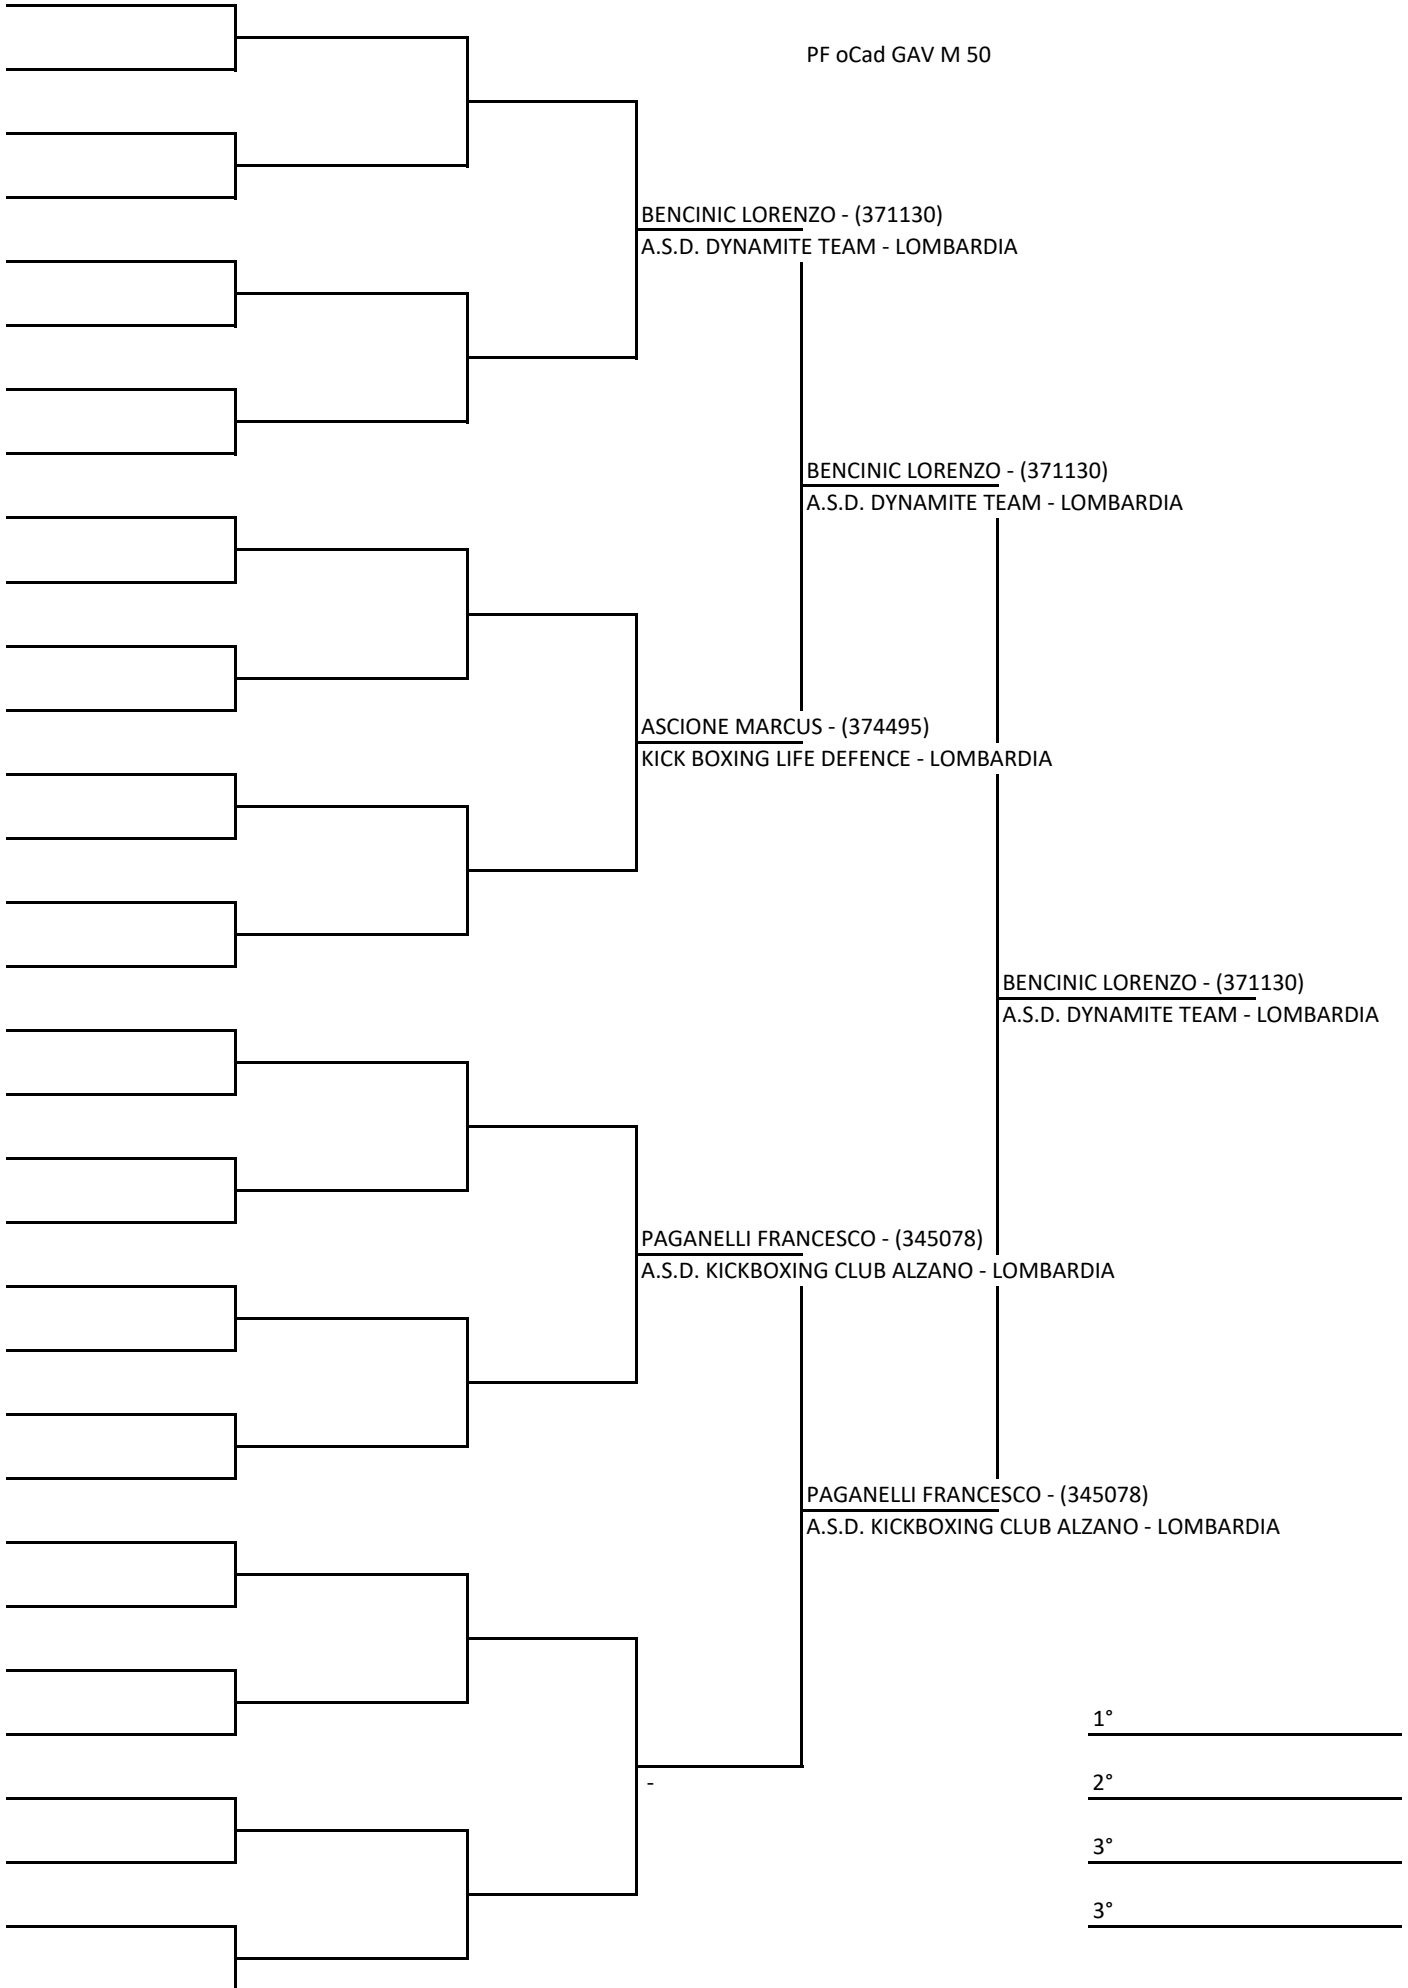 PF oCad GAV M 50
BENCINIC LORENZO - (371130)
A.S.D. DYNAMITE TEAM - LOMBARDIA
BENCINIC LORENZO - (371130)
A.S.D. DYNAMITE TEAM - LOMBARDIA
ASCIONE MARCUS - (374495)
KICK BOXING LIFE DEFENCE - LOMBARDIA
BENCINIC LORENZO - (371130)
A.S.D. DYNAMITE TEAM - LOMBARDIA
PAGANELLI FRANCESCO - (345078)
A.S.D. KICKBOXING CLUB ALZANO - LOMBARDIA
PAGANELLI FRANCESCO - (345078)
A.S.D. KICKBOXING CLUB ALZANO - LOMBARDIA
1°
-
2°
3°
3°